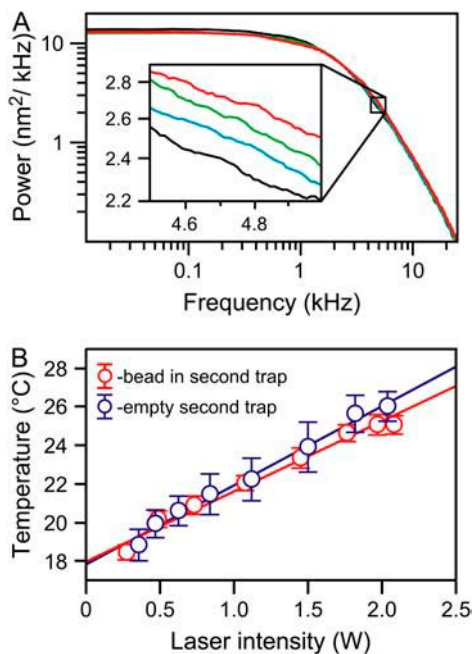 A
Power (nm²/ kHz)
10
1
2.8
2.6
2.4
2.2
4.6 4.8
0.1 1 10
Frequency (kHz)
B
Temperature (°C)
28
26
24
22
20
18
-bead in second trap
-empty second trap
0 0.5 1.0 1.5 2.0 2.5
Laser intensity (W)